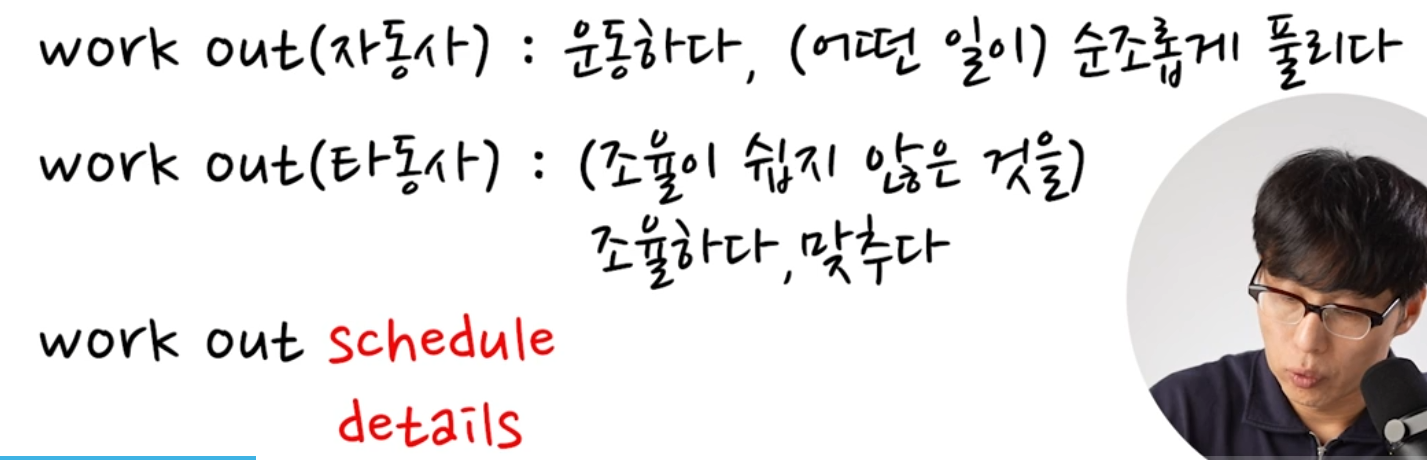 work out(자동사) : 운동하다, (어떤 일이) 순조롭게 풀리다
work out(타동사) : (조율이 쉽지 않은 것을)
조율하다, 맞추다
work out schedule
details